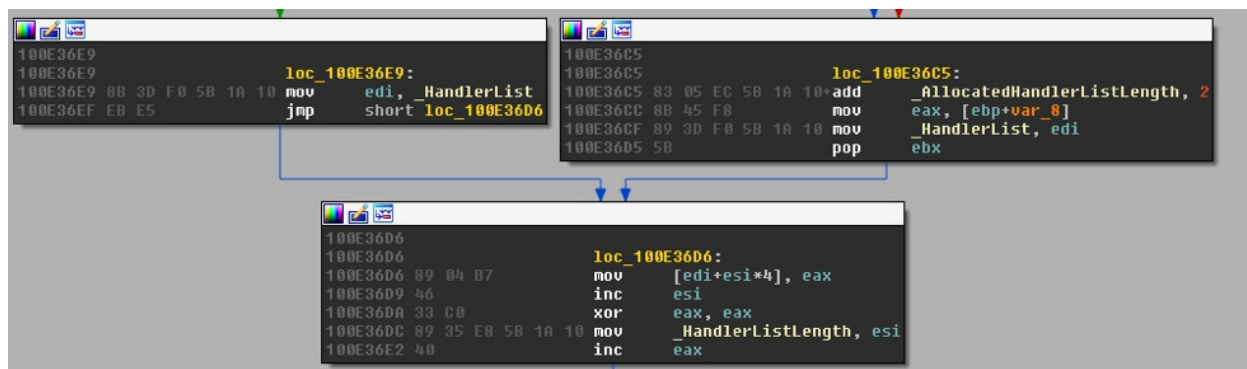 100E36E9
100E36E9 loc_100E36E9:
100E36E9 8B 3D F0 5B 1A 10 mov edi, _HandlerList
100E36EF EB E5 jmp short loc_100E36D6
100E36C5
100E36C5 loc_100E36C5:
100E36C5 83 05 EC 5B 1A 10+add _AllocatedHandlerListLength, 2
100E36CC 8B 45 F8 mov eax, [ebp+var_8]
100E36CF 89 3D F0 5B 1A 10 mov _HandlerList, edi
100E36D5 5B pop ebx
100E36D6
100E36D6 loc_100E36D6:
100E36D6 89 04 B7 mov [edi+esi*4], eax
100E36D9 46 inc esi
100E36DA 33 C0 xor eax, eax
100E36DC 89 35 E8 5B 1A 10 mov _HandlerListLength, esi
100E36E2 40 inc eax